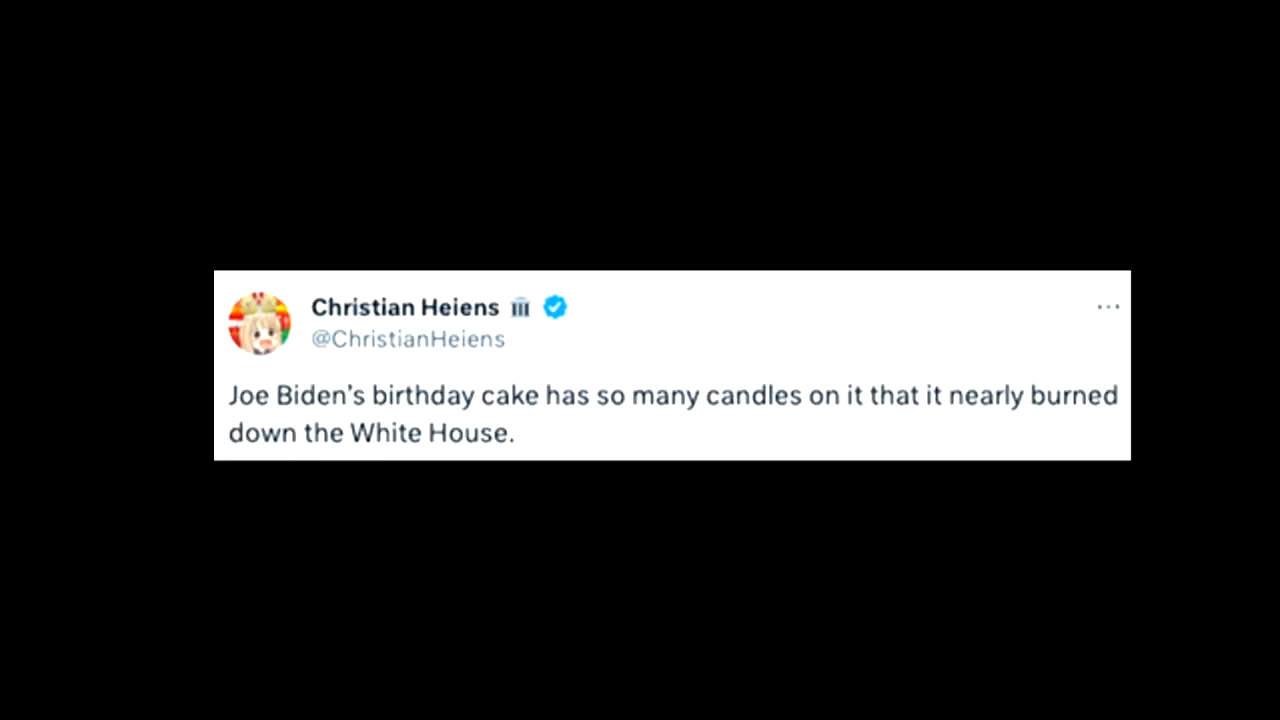 Christian Heiens 🏛
@ChristianHeiens
Joe Biden's birthday cake has so many candles on it that it nearly burned
down the White House.